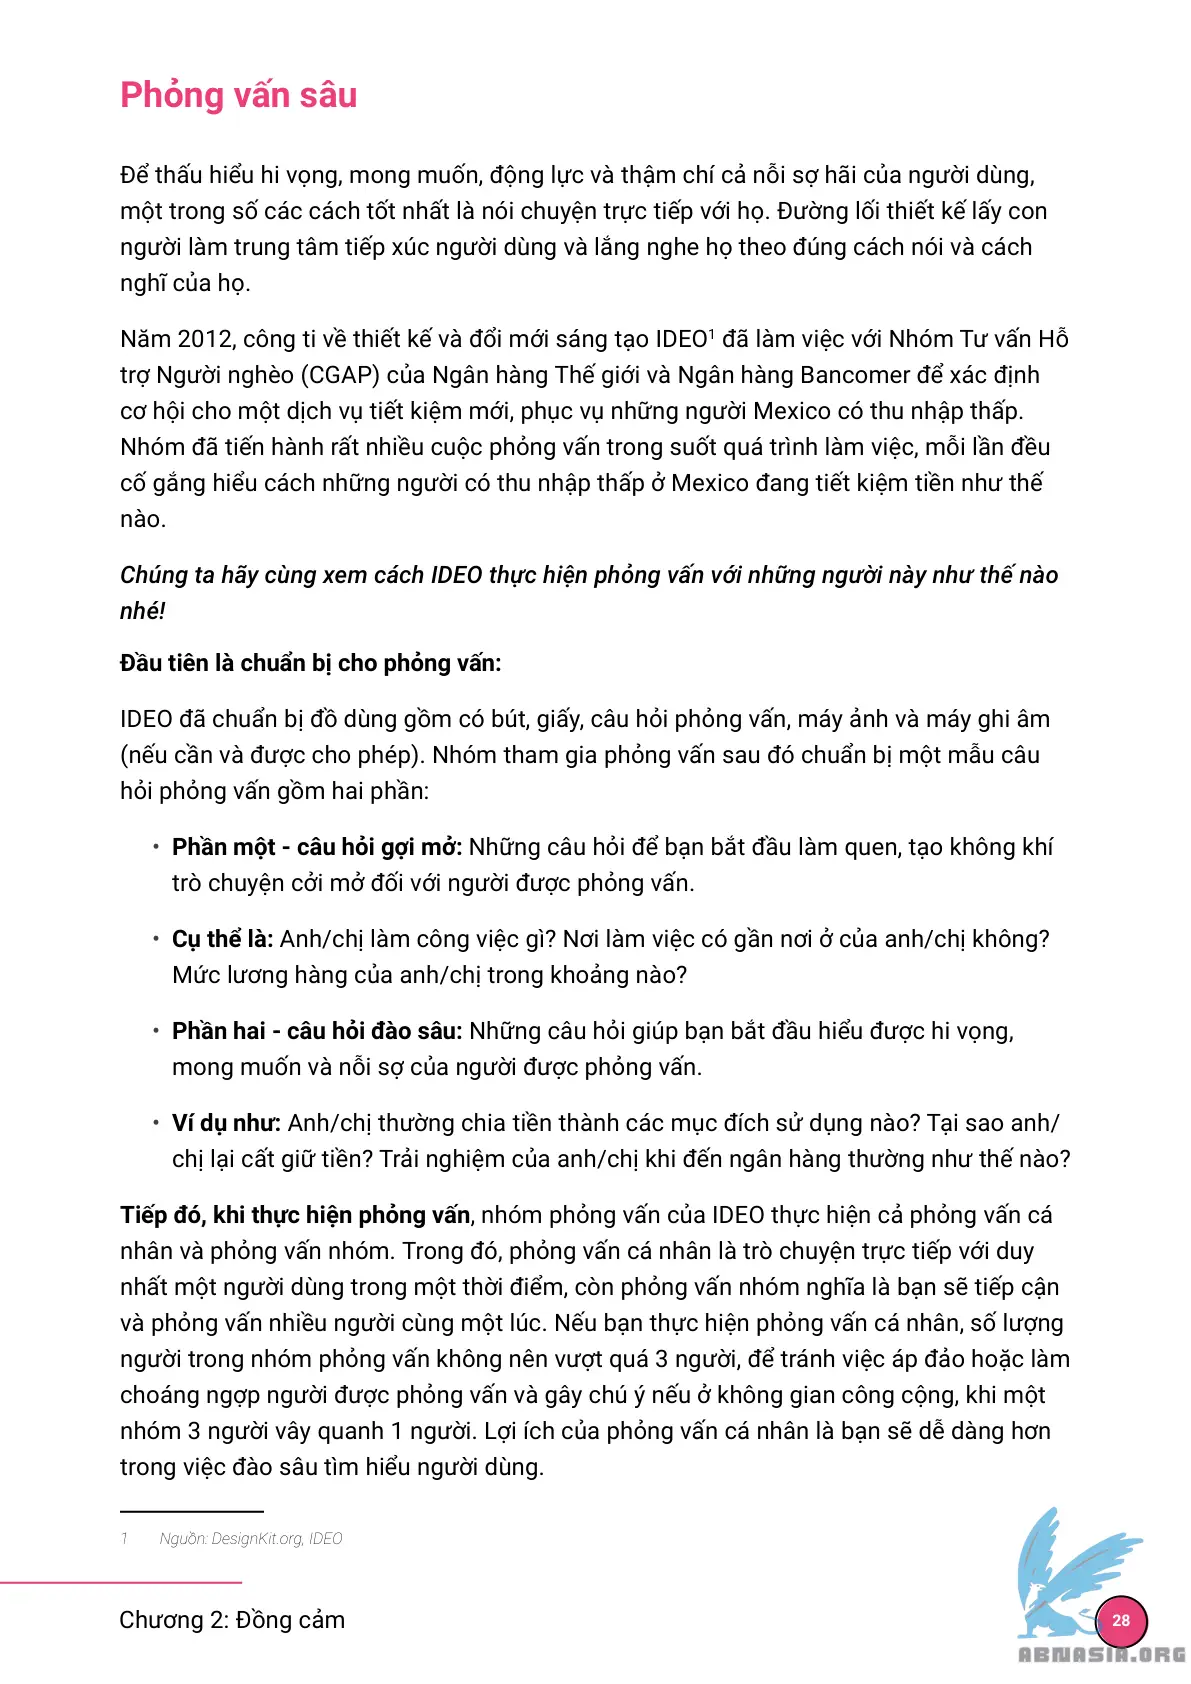 Phỏng vấn sâu
Để thấu hiểu hi vọng, mong muốn, động lực và thậm chí cả nỗi sợ hãi của người dùng,
một trong số các cách tốt nhất là nói chuyện trực tiếp với họ. Đường lối thiết kế lấy con
người làm trung tâm tiếp xúc người dùng và lắng nghe họ theo đúng cách nói và cách
nghĩ của họ.
Năm 2012, công ti về thiết kế và đổi mới sáng tạo IDEO¹ đã làm việc với Nhóm Tư vấn Hỗ
trợ Người nghèo (CGAP) của Ngân hàng Thế giới và Ngân hàng Bancomer để xác định
cơ hội cho một dịch vụ tiết kiệm mới, phục vụ những người Mexico có thu nhập thấp.
Nhóm đã tiến hành rất nhiều cuộc phỏng vấn trong suốt quá trình làm việc, mỗi lần đều
cố gắng hiểu cách những người có thu nhập thấp ở Mexico đang tiết kiệm tiền như thế
nào.
Chúng ta hãy cùng xem cách IDEO thực hiện phỏng vấn với những người này như thế nào
nhé!
Đầu tiên là chuẩn bị cho phỏng vấn:
IDEO đã chuẩn bị đồ dùng gồm có bút, giấy, câu hỏi phỏng vấn, máy ảnh và máy ghi âm
(nếu cần và được cho phép). Nhóm tham gia phỏng vấn sau đó chuẩn bị một mẫu câu
hỏi phỏng vấn gồm hai phần:
• Phần một - câu hỏi gợi mở: Những câu hỏi để bạn bắt đầu làm quen, tạo không khí
trò chuyện cởi mở đối với người được phỏng vấn.
• Cụ thể là: Anh/chị làm công việc gì? Nơi làm việc có gần nơi ở của anh/chị không?
Mức lương hàng của anh/chị trong khoảng nào?
• Phần hai - câu hỏi đào sâu: Những câu hỏi giúp bạn bắt đầu hiểu được hi vọng,
mong muốn và nỗi sợ của người được phỏng vấn.
• Ví dụ như: Anh/chị thường chia tiền thành các mục đích sử dụng nào? Tại sao anh/
chị lại cất giữ tiền? Trải nghiệm của anh/chị khi đến ngân hàng thường như thế nào?
Tiếp đó, khi thực hiện phỏng vấn, nhóm phỏng vấn của IDEO thực hiện cả phỏng vấn cá
nhân và phỏng vấn nhóm. Trong đó, phỏng vấn cá nhân là trò chuyện trực tiếp với duy
nhất một người dùng trong một thời điểm, còn phỏng vấn nhóm nghĩa là bạn sẽ tiếp cận
và phỏng vấn nhiều người cùng một lúc. Nếu bạn thực hiện phỏng vấn cá nhân, số lượng
người trong nhóm phỏng vấn không nên vượt quá 3 người, để tránh việc áp đảo hoặc làm
choáng ngợp người được phỏng vấn và gây chú ý nếu ở không gian công cộng, khi một
nhóm 3 người vây quanh 1 người. Lợi ích của phỏng vấn cá nhân là bạn sẽ dễ dàng hơn
trong việc đào sâu tìm hiểu người dùng.
1 Nguồn: DesignKit.org, IDEO
Chương 2: Đồng cảm
28
ABNASIA.ORG